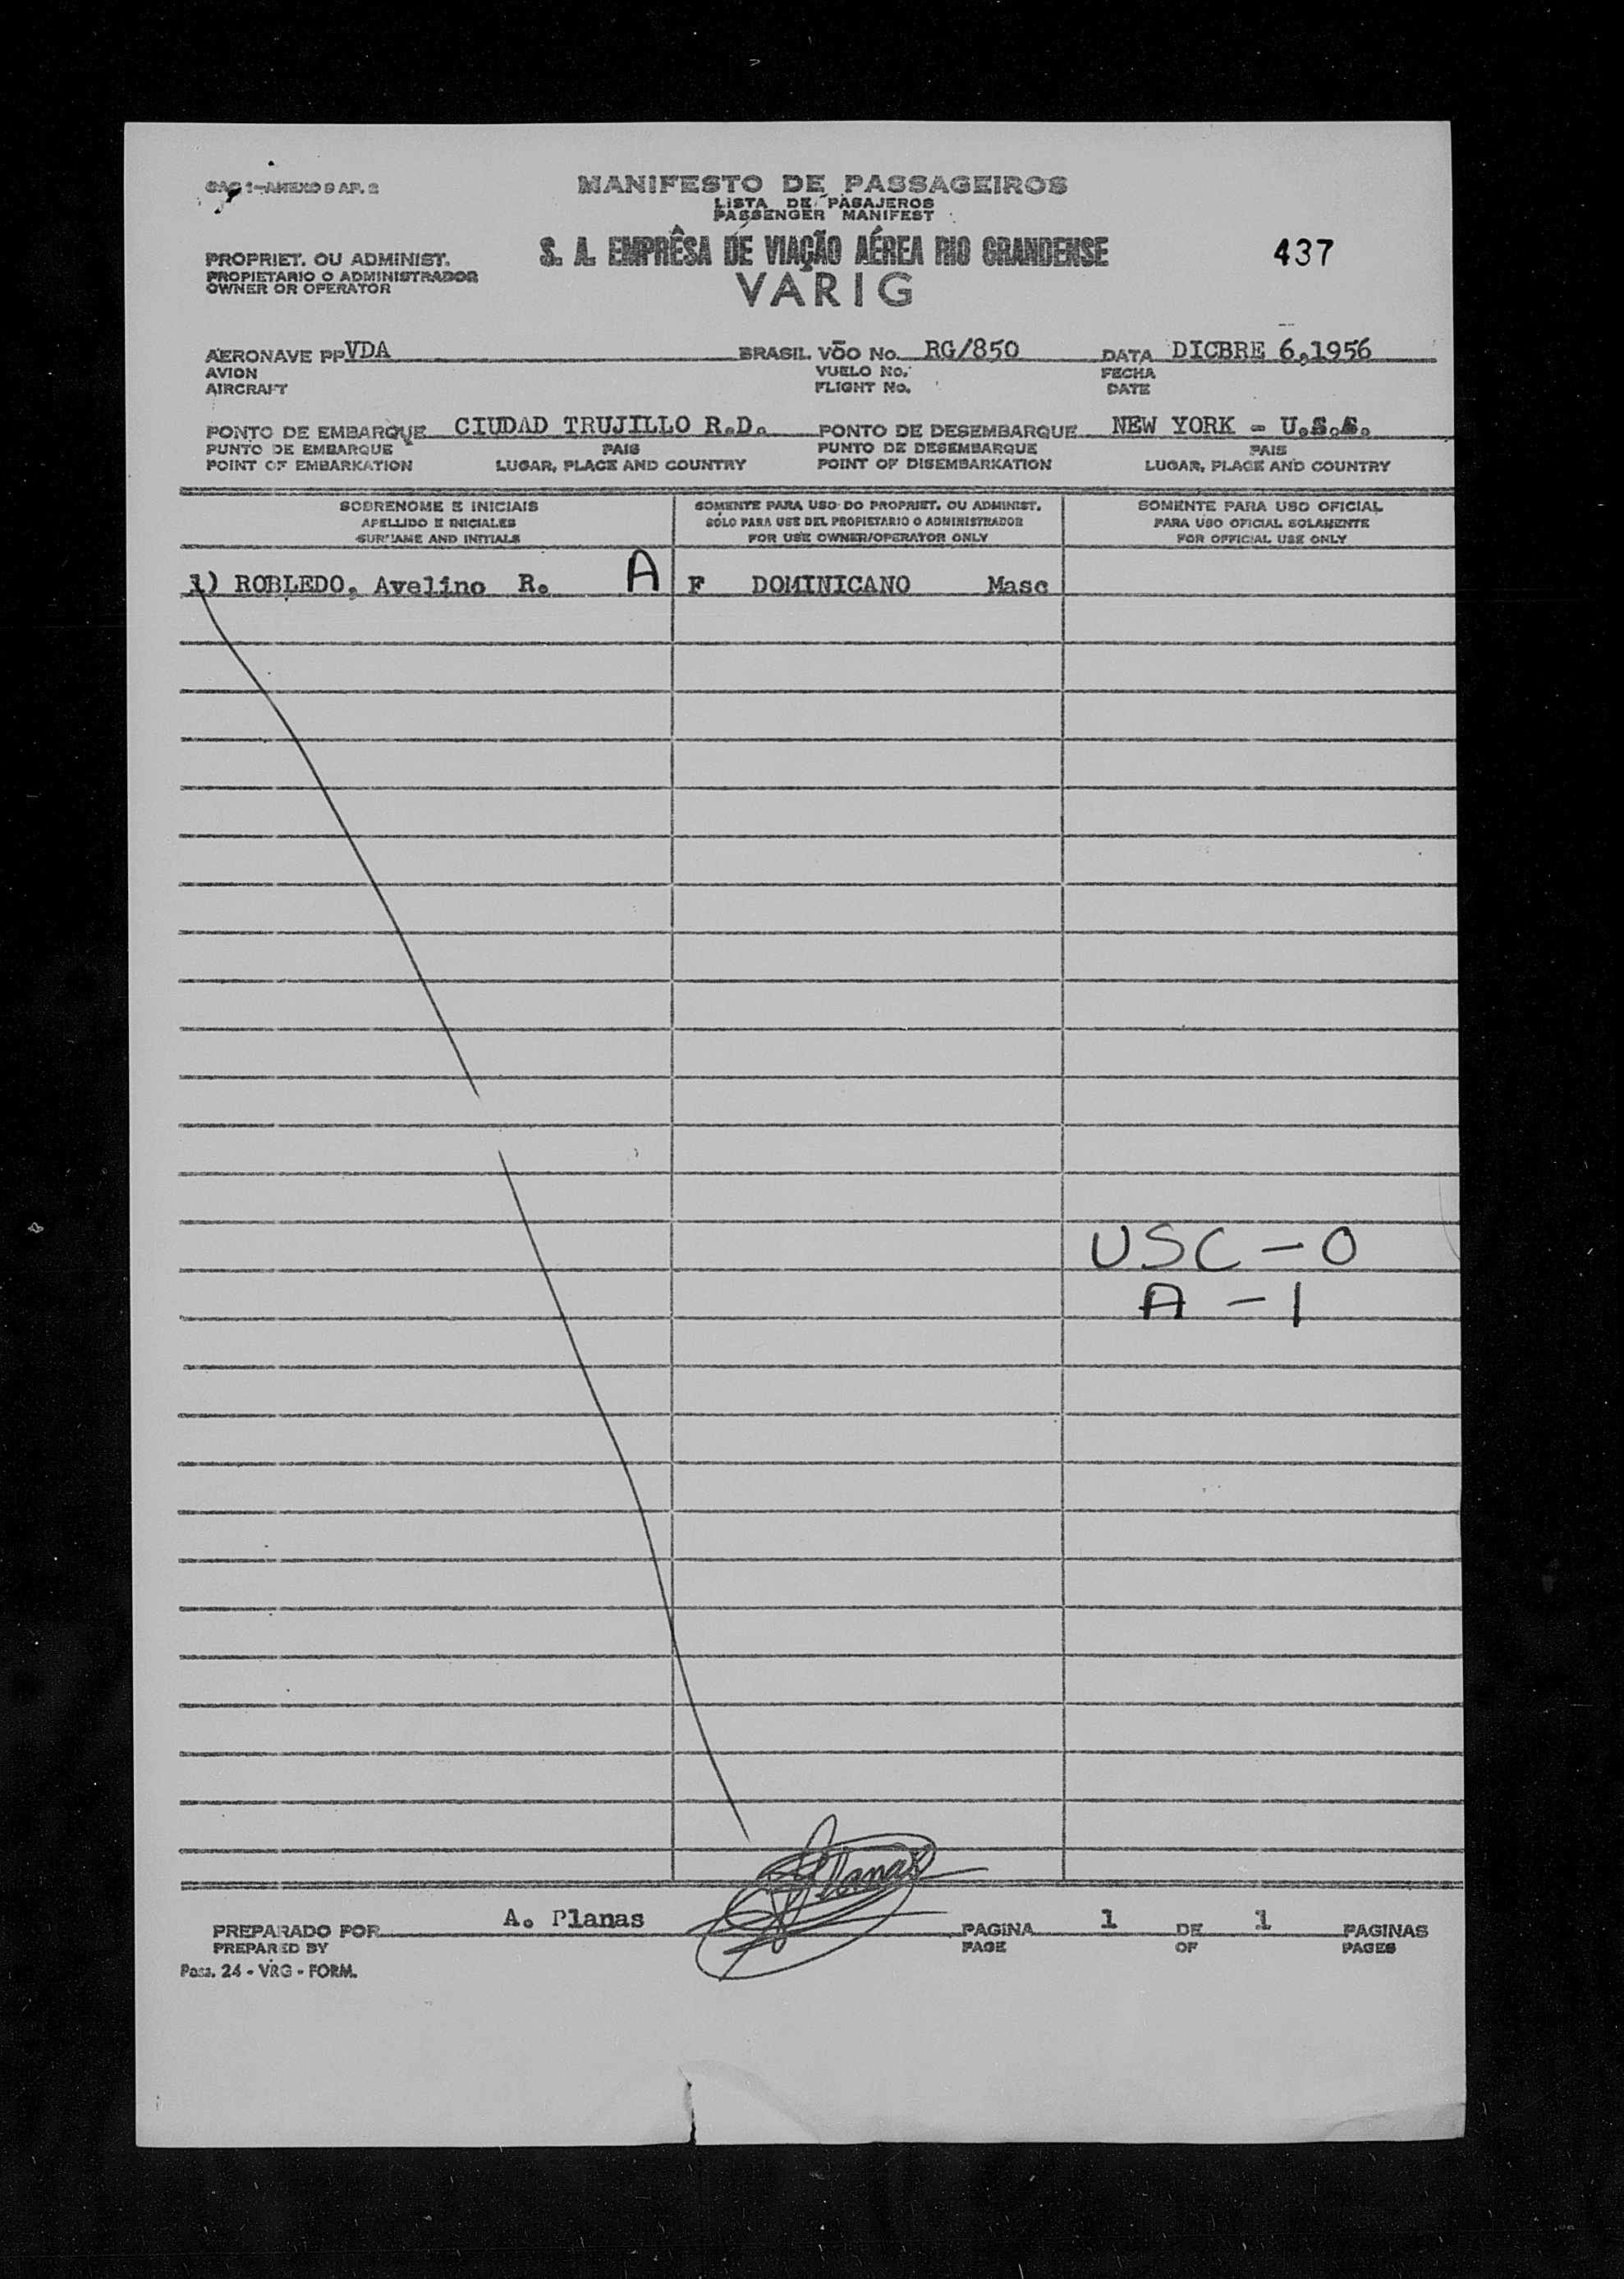 MANIFESTO DE PASSAGEIROS
LISTA DE PASAJEROS
PASSENGER MANIFEST
S. A. EMPRÊSA DE VIAÇÃO AÉREA RIO GRANDENSE
VARIG
437
PROPRIET. OU ADMINIST.
PROPIETARIO O ADMINISTRADOR
OWNER OR OPERATOR
AERONAVE PP VDA BRASIL. VÕO No. RG/850 DATA DICBRE 6,1956
AVION VUELO No. FECHA
AIRCRAFT FLIGHT No. DATE
PONTO DE EMBARQUE CIUDAD TRUJILLO R.D. PONTO DE DESEMBARQUE NEW YORK - U.S.
PUNTO DE EMBARQUE PAIS PUNTO DE DESEMBARQUE PAIS
POINT OF EMBARKATION LUGAR, PLACE AND COUNTRY POINT OF DISEMBARKATION LUGAR, PLACE AND COUNTRY
SOBRENOME E INICIAIS SOMENTE PARA USO DO PROPRIET. OU ADMINIST. SOMENTE PARA USO OFICIAL
APELLIDO E INICIALES SÓLO PARA USE DEL PROPIETARIO O ADMINISTRADOR PARA USO OFICIAL SOLAMENTE
SURNAME AND INITIALS FOR USE OWNER/OPERATOR ONLY FOR OFFICIAL USE ONLY
1) ROBLEDO, Avelino R. A F DOMINICANO Masc
USC - 0
A - 1
PREPARADO POR A. Planas PAGINA 1 DE 1 PAGINAS
PREPARED BY PAGE OF PAGES
Pass. 24 - VRG - FORM.